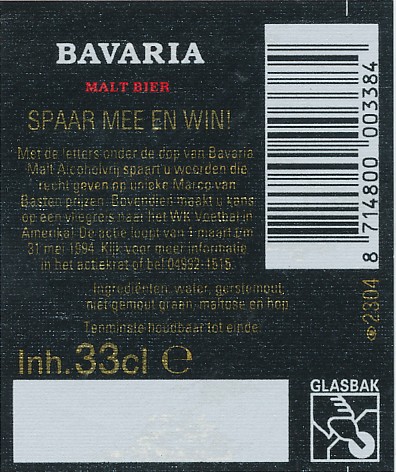 BAVARIA
MALT BIER
SPAAR MEE EN WIN!
Met de letters onder de dop van Bavaria
Malt Alcoholvrij spaart u woorden die
recht geven op unieke Marco van
Basten prijzen. Bovendien maakt u kans
op een vliegreis naar het WK Voetbal in
Amerika! De actie loopt van 1 maart t/m
31 mei 1994. Kijk voor meer informatie
in het actiekrat of bel 04992-1515.
Ingrediënten: water, gerstemout,
niet gemout graan, maltose en hop.
Tenminste houdbaar tot einde:
Inh. 33cl ℮
8 714800 003384
2304
GLASBAK